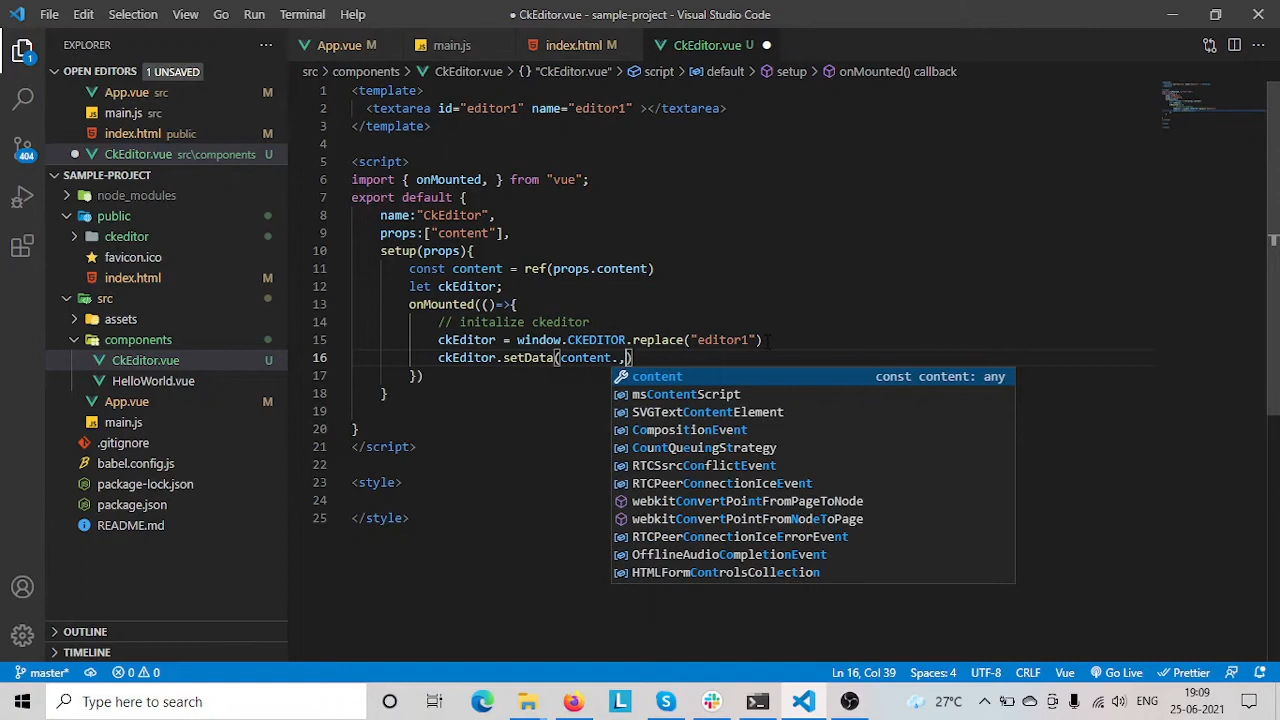 File Edit Selection View Go Run Terminal Help
● CkEditor.vue - sample-project - Visual Studio Code
EXPLORER
App.vue M
main.js
index.html M
CkEditor.vue U
src > components > CkEditor.vue > {} "CkEditor.vue" > script > default > setup > onMounted() callback
OPEN EDITORS 1 UNSAVED
App.vue src M
main.js src
index.html public M
CkEditor.vue src\components U
SAMPLE-PROJECT
node_modules
public
ckeditor
favicon.ico
index.html M
src
assets
components
CkEditor.vue U
HelloWorld.vue
App.vue M
main.js
.gitignore
babel.config.js
package-lock.json
package.json
README.md
OUTLINE
TIMELINE
1
404
1 <template>
2 <textarea id="editor1" name="editor1" ></textarea>
3 </template>
4
5 <script>
6 import { onMounted, } from "vue";
7 export default {
8 name:"CkEditor",
9 props:["content"],
10 setup(props){
11 const content = ref(props.content)
12 let ckEditor;
13 onMounted(()=>{
14 // initalize ckeditor
15 ckEditor = window.CKEDITOR.replace("editor1")
16 ckEditor.setData(content.,)
17 })
18 }
19
20 }
21 </script>
22
23 <style>
24
25 </style>
content const content: any
msContentScript
SVGTextContentElement
CompositionEvent
CountQueuingStrategy
RTCSsrcConflictEvent
RTCPeerConnectionIceEvent
webkitConvertPointFromPageToNode
webkitConvertPointFromNodeToPage
RTCPeerConnectionIceErrorEvent
OfflineAudioCompletionEvent
HTMLFormControlsCollection
master* 0 0 Ln 16, Col 39 Spaces: 4 UTF-8 CRLF Vue Go Live Prettier
Type here to search
L
S
27°C
ENG
19:09
25-06-2021